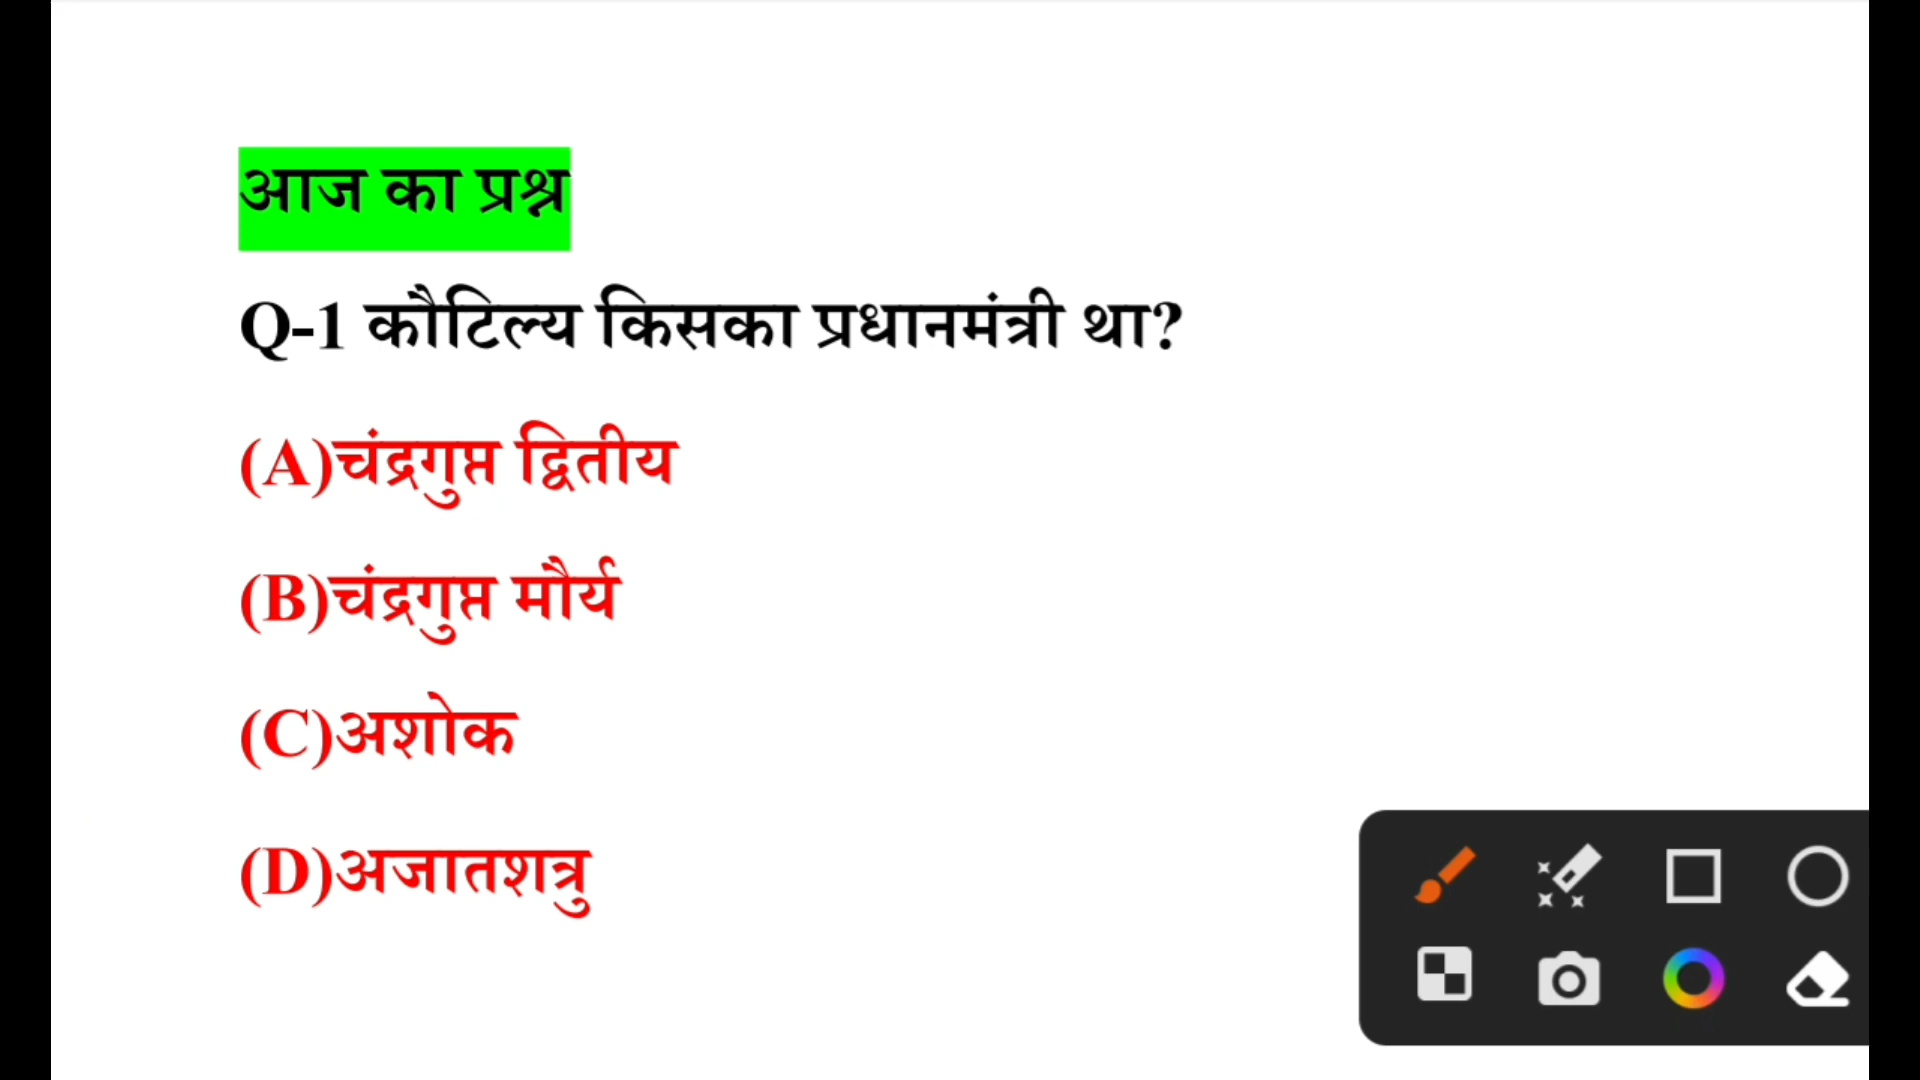 आज का प्रश्न
Q-1 कौटिल्य किसका प्रधानमंत्री था?
(A)चंद्रगुप्त द्वितीय
(B)चंद्रगुप्त मौर्य
(C)अशोक
(D)अजातशत्रु